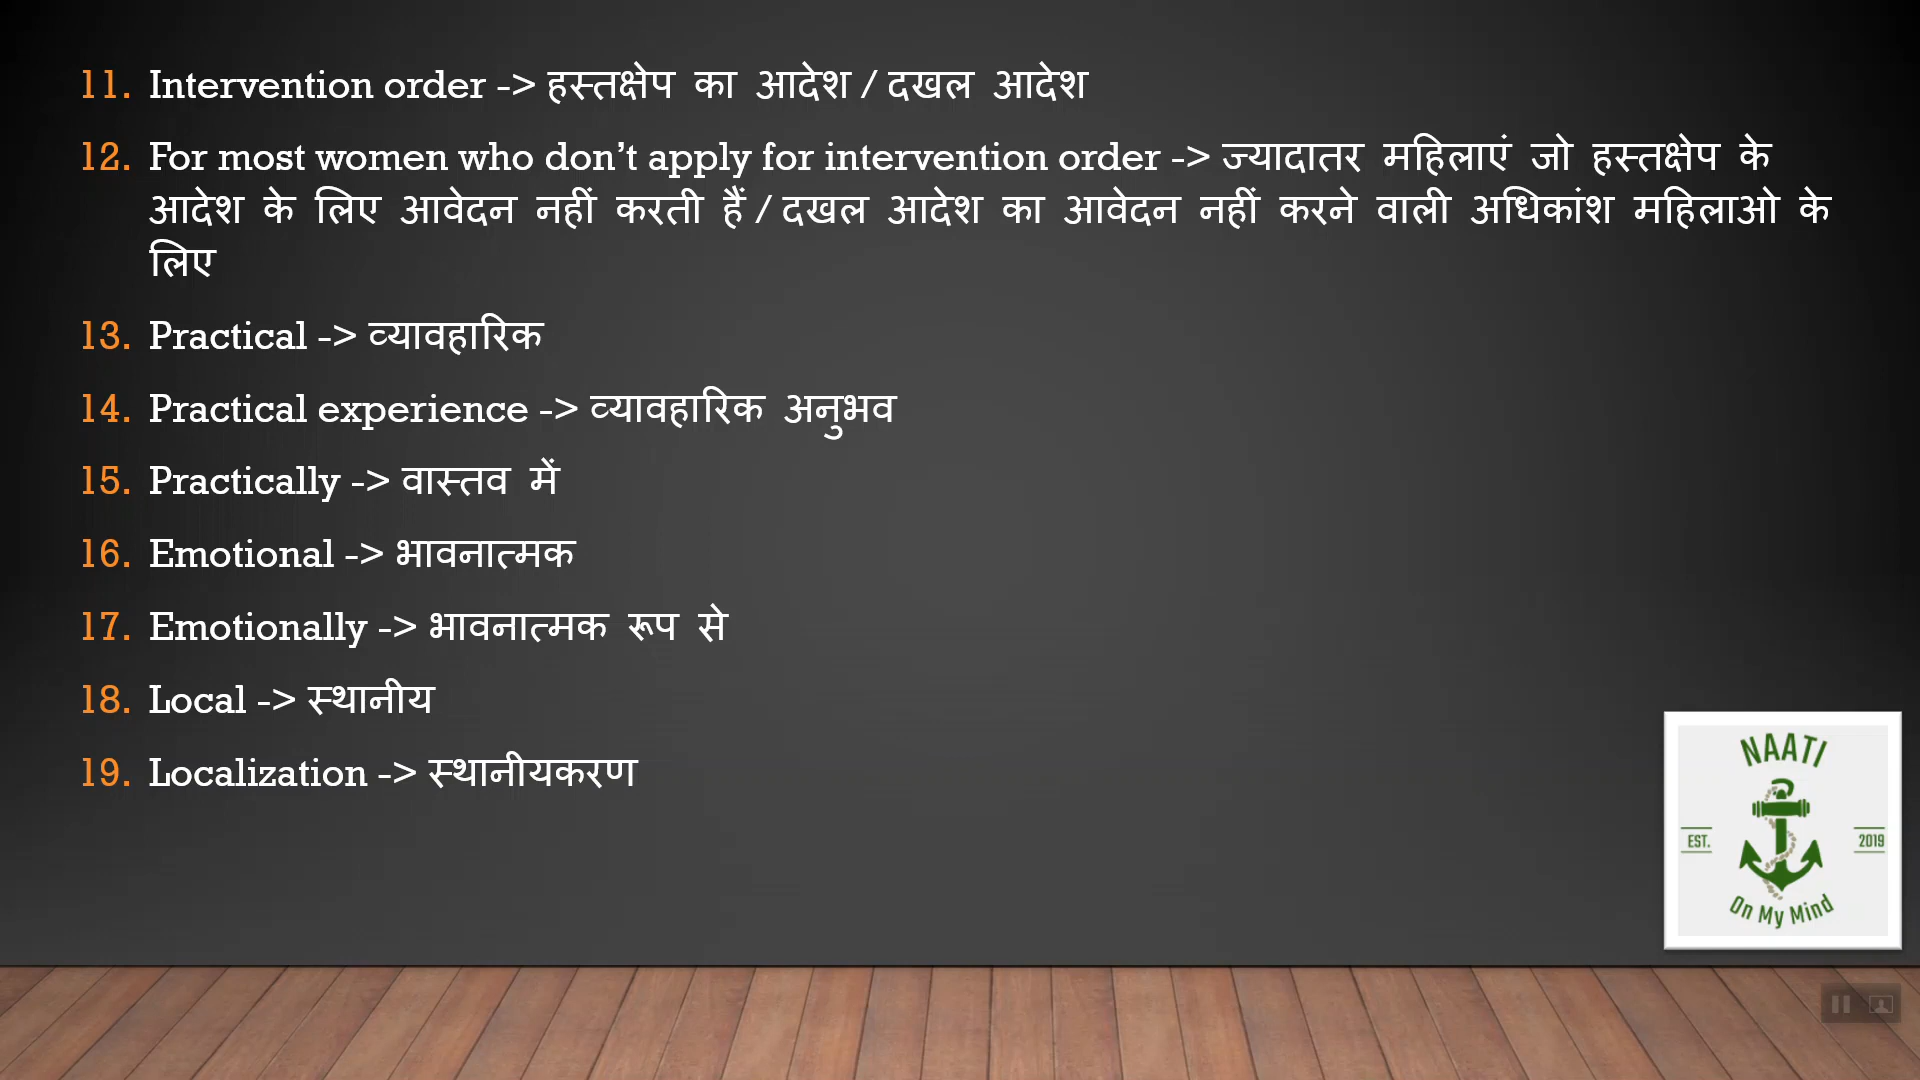 11. Intervention order -> हस्तक्षेप का आदेश / दखल आदेश
12. For most women who don’t apply for intervention order -> ज्यादातर महिलाएं जो हस्तक्षेप के
आदेश के लिए आवेदन नहीं करती हैं / दखल आदेश का आवेदन नहीं करने वाली अधिकांश महिलाओ के
लिए
13. Practical -> व्यावहारिक
14. Practical experience -> व्यावहारिक अनुभव
15. Practically -> वास्तव में
16. Emotional -> भावनात्मक
17. Emotionally -> भावनात्मक रूप से
18. Local -> स्थानीय
19. Localization -> स्थानीयकरण
NAATI
EST. 2019
On My Mind